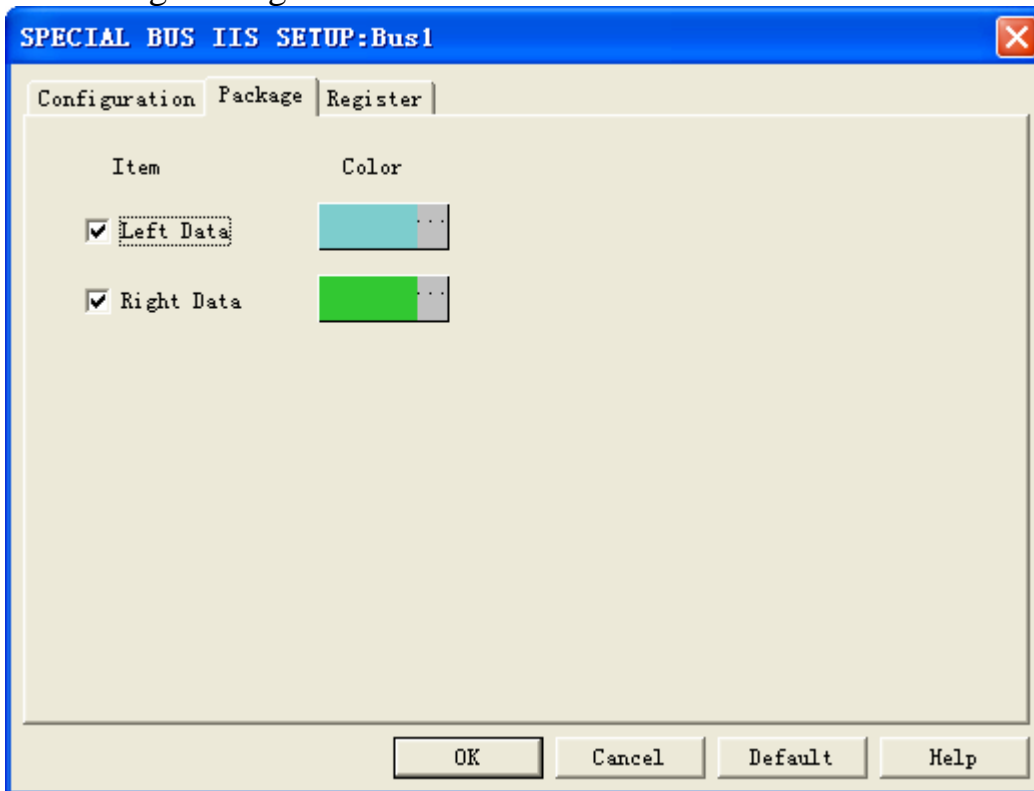 SPECIAL BUS IIS SETUP:Bus1
Configuration Package Register
Item Color
Left Data ...
Right Data ...
OK Cancel Default Help